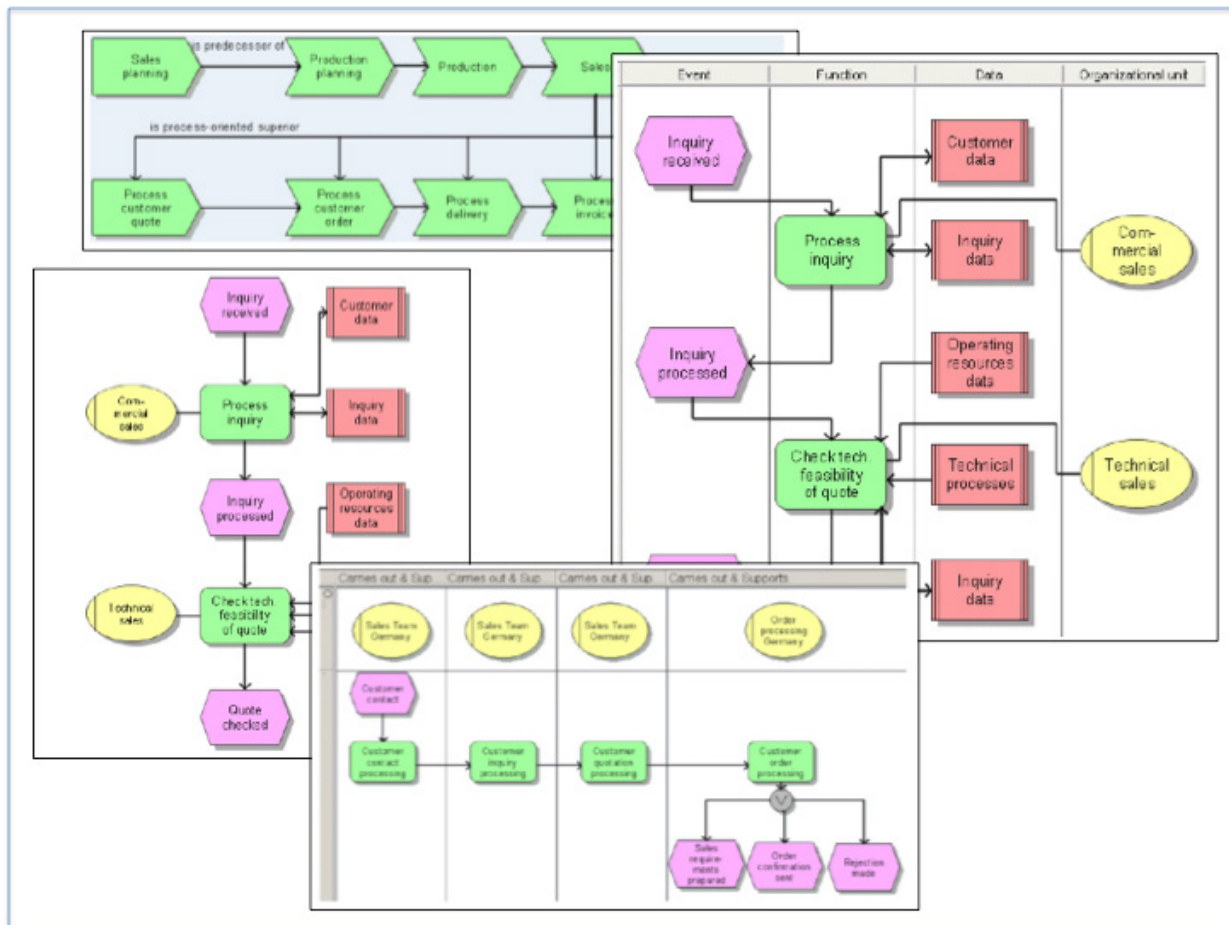 is predecessor of
Sales
planning
Production
planning
Production
Sales
is process-oriented superior
Process
customer
quote
Process
customer
order
Process
delivery
Process
invoice
Event
Function
Data
Organizational unit
Inquiry
received
Customer
data
Process
inquiry
Inquiry
data
Com-
mercial
sales
Inquiry
processed
Operating
resources
data
Check tech.
feasibility
of quote
Technical
processes
Technical
sales
Inquiry
data
Inquiry
received
Customer
data
Com-
mercial
sales
Process
inquiry
Inquiry
data
Inquiry
processed
Operating
resources
data
Technical
sales
Check tech.
feasibility
of quote
Quote
checked
Carries out & Sup
Carries out & Sup
Carries out & Sup
Carries out & Supports
Sales Team
Germany
Sales Team
Germany
Sales Team
Germany
Order
processing
Germany
Customer
contact
Customer
contact
processing
Customer
inquiry
processing
Customer
quotation
processing
Customer
order
processing
Sales
require-
ments
prepared
Order
confirmation
sent
Rejection
made